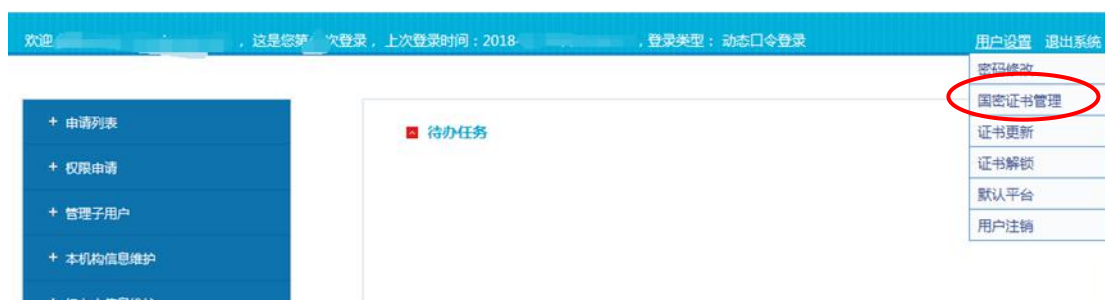 欢迎 ，这是您第 次登录，上次登录时间：2018- ，登录类型：动态口令登录 用户设置 退出系统
密码修改
国密证书管理
证书更新
证书解锁
默认平台
用户注销
+ 申请列表
+ 权限申请
+ 管理子用户
+ 本机构信息维护
待办任务